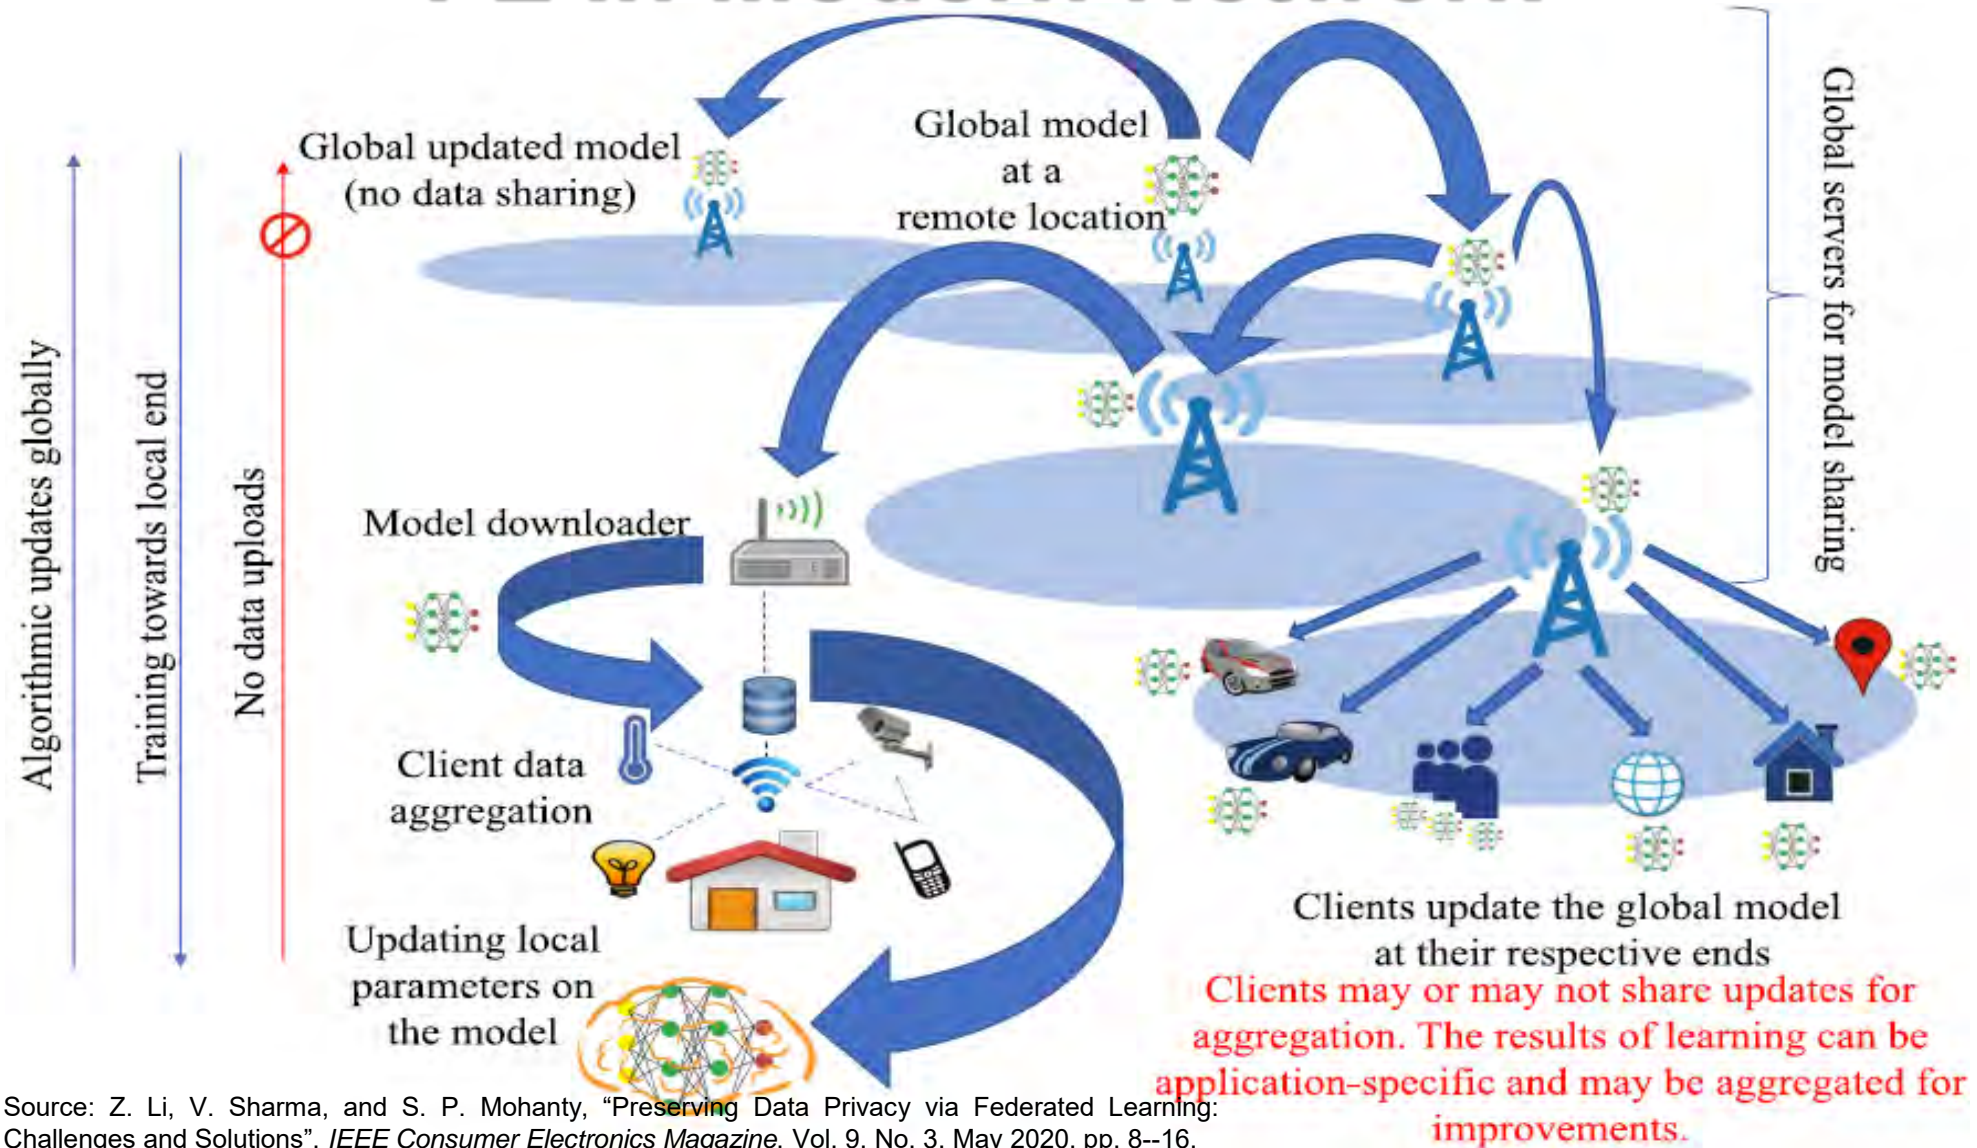 Global updated model
(no data sharing)
Global model
at a
remote location
Global servers for model sharing
Algorithmic updates globally
Training towards local end
No data uploads
Model downloader
Client data
aggregation
Updating local
parameters on
the model
Clients update the global model
at their respective ends
Clients may or may not share updates for
aggregation. The results of learning can be
application-specific and may be aggregated for
improvements.
Source: Z. Li, V. Sharma, and S. P. Mohanty, “Preserving Data Privacy via Federated Learning:
Challenges and Solutions”, IEEE Consumer Electronics Magazine, Vol. 9, No. 3, May 2020, pp. 8--16.